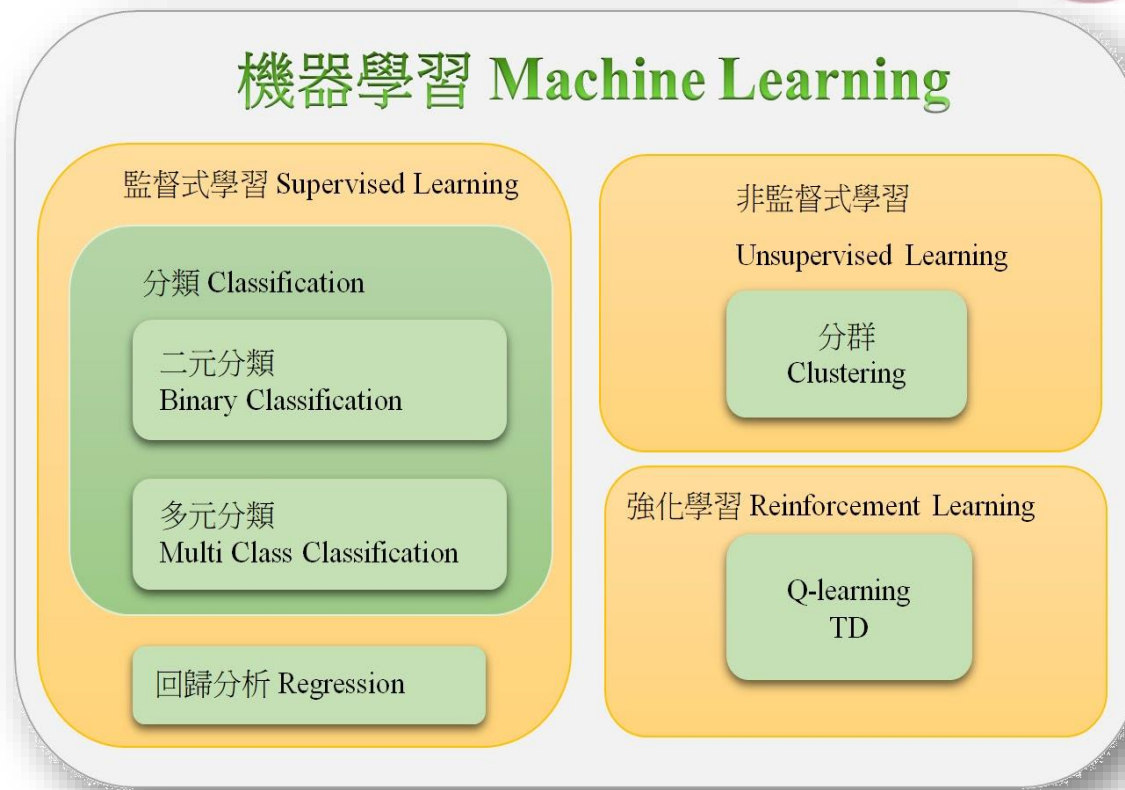 機器學習 Machine Learning
監督式學習 Supervised Learning
分類 Classification
二元分類
Binary Classification
多元分類
Multi Class Classification
回歸分析 Regression
非監督式學習
Unsupervised Learning
分群
Clustering
強化學習 Reinforcement Learning
Q-learning
TD